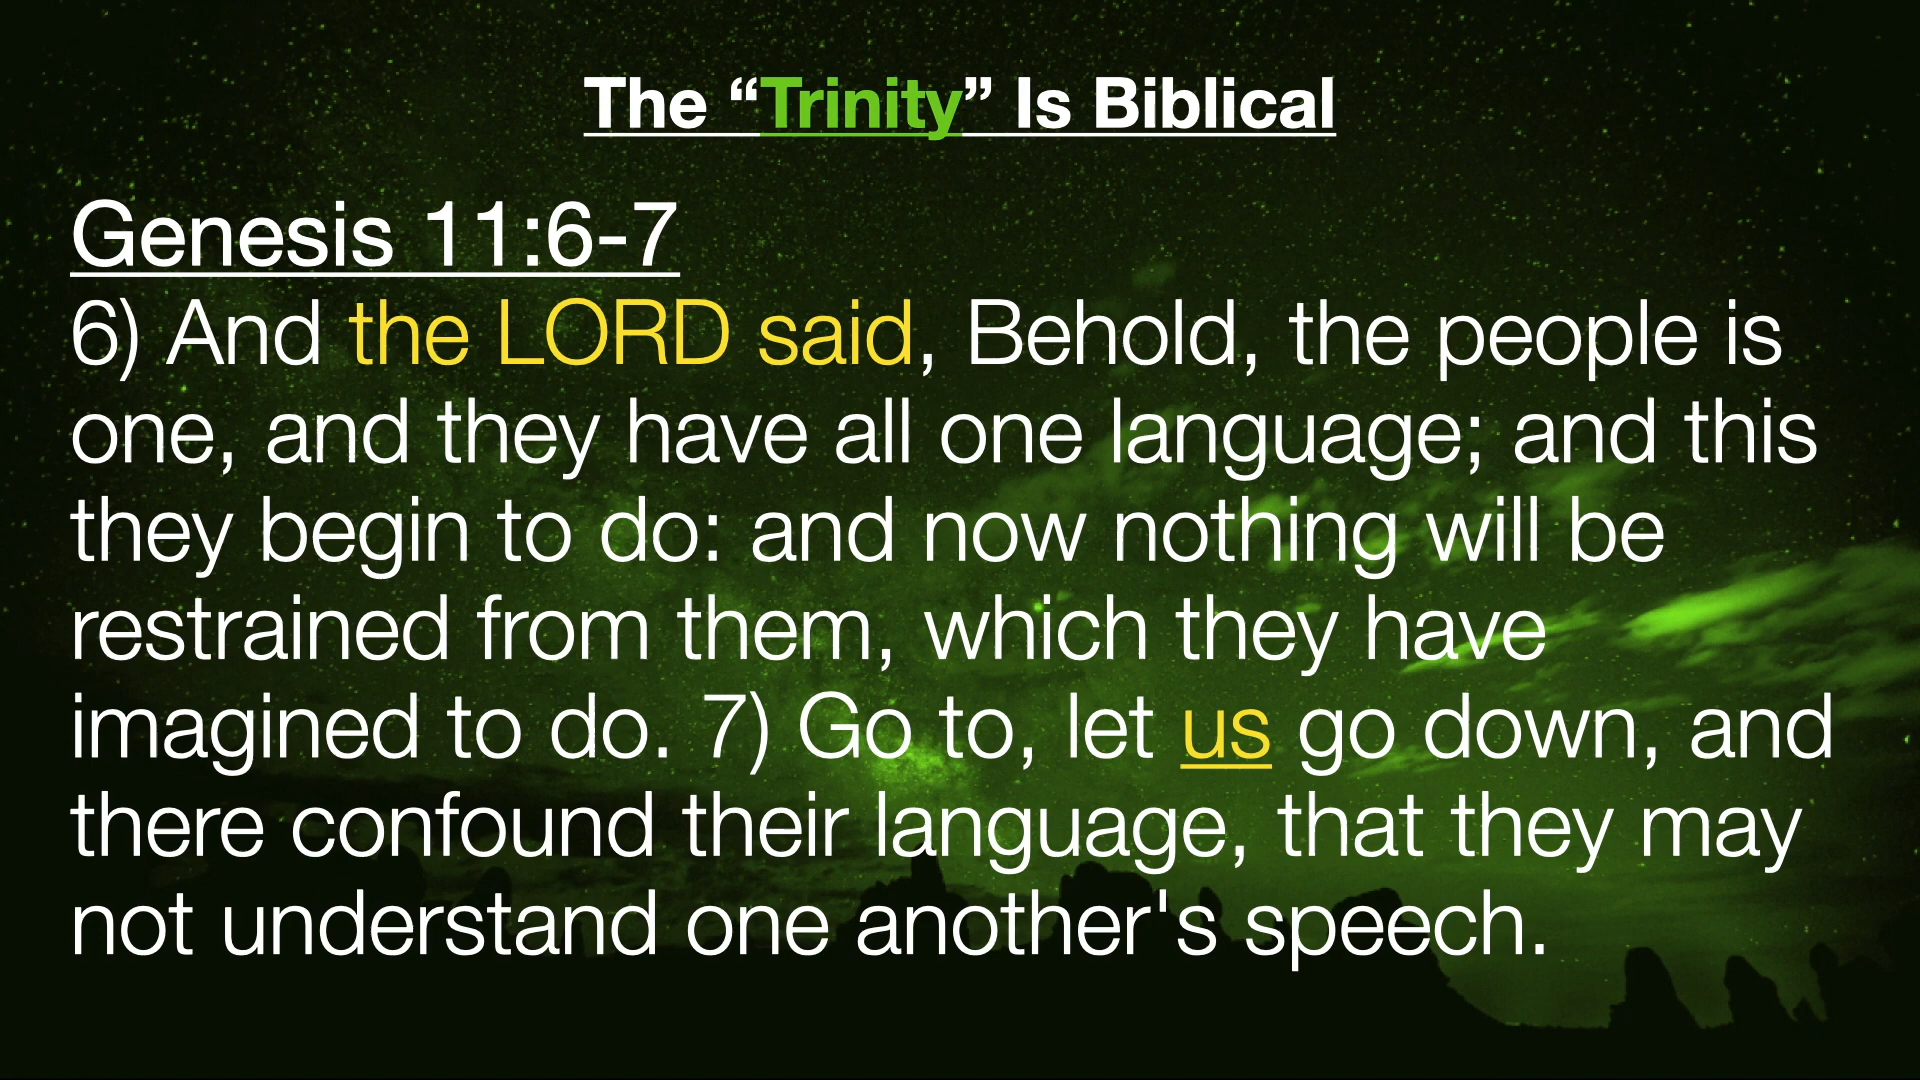 The “Trinity” Is Biblical
Genesis 11:6-7
6) And the LORD said, Behold, the people is
one, and they have all one language; and this
they begin to do: and now nothing will be
restrained from them, which they have
imagined to do. 7) Go to, let us go down, and
there confound their language, that they may
not understand one another's speech.